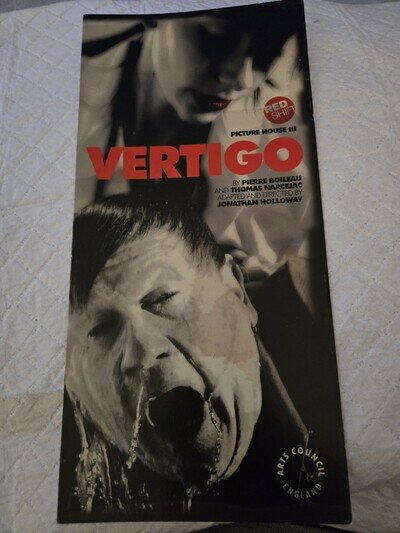 RED
SHIFT
PICTURE HOUSE III
VERTIGO
BY PIERRE BOILEAU
AND THOMAS NARCEJAC
ADAPTED AND DIRECTED BY
JONATHAN HOLLOWAY
ARTS COUNCIL
ENGLAND